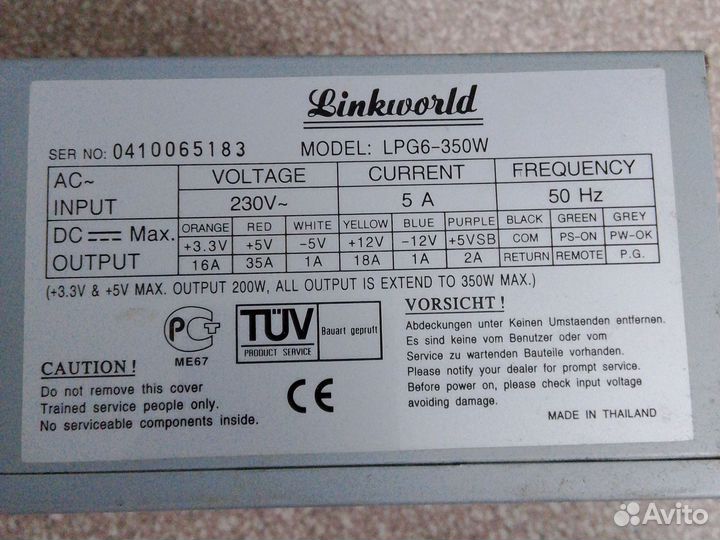 Linkworld
SER NO: 0410065183 MODEL: LPG6-350W
AC~ INPUT VOLTAGE CURRENT FREQUENCY
230V~ 5 A 50 Hz
DC Max. OUTPUT ORANGE RED WHITE YELLOW BLUE PURPLE BLACK GREEN GREY
+3.3V +5V -5V +12V -12V +5VSB COM PS-ON PW-OK
16A 35A 1A 18A 1A 2A RETURN REMOTE P.G.
(+3.3V & +5V MAX. OUTPUT 200W, ALL OUTPUT IS EXTEND TO 350W MAX.)
CAUTION !
Do not remove this cover
Trained service people only.
No serviceable components inside.
PCT
ME67
TÜV
PRODUCT SERVICE
Bauart gepruft
CE
VORSICHT !
Abdeckungen unter Keinen Umstaenden entfernen.
Es sind keine vom Benutzer oder vom
Service zu wartenden Bauteile vorhanden.
Please notify your dealer for prompt service.
Before power on, please check input voltage
avoiding damage.
MADE IN THAILAND
Avito